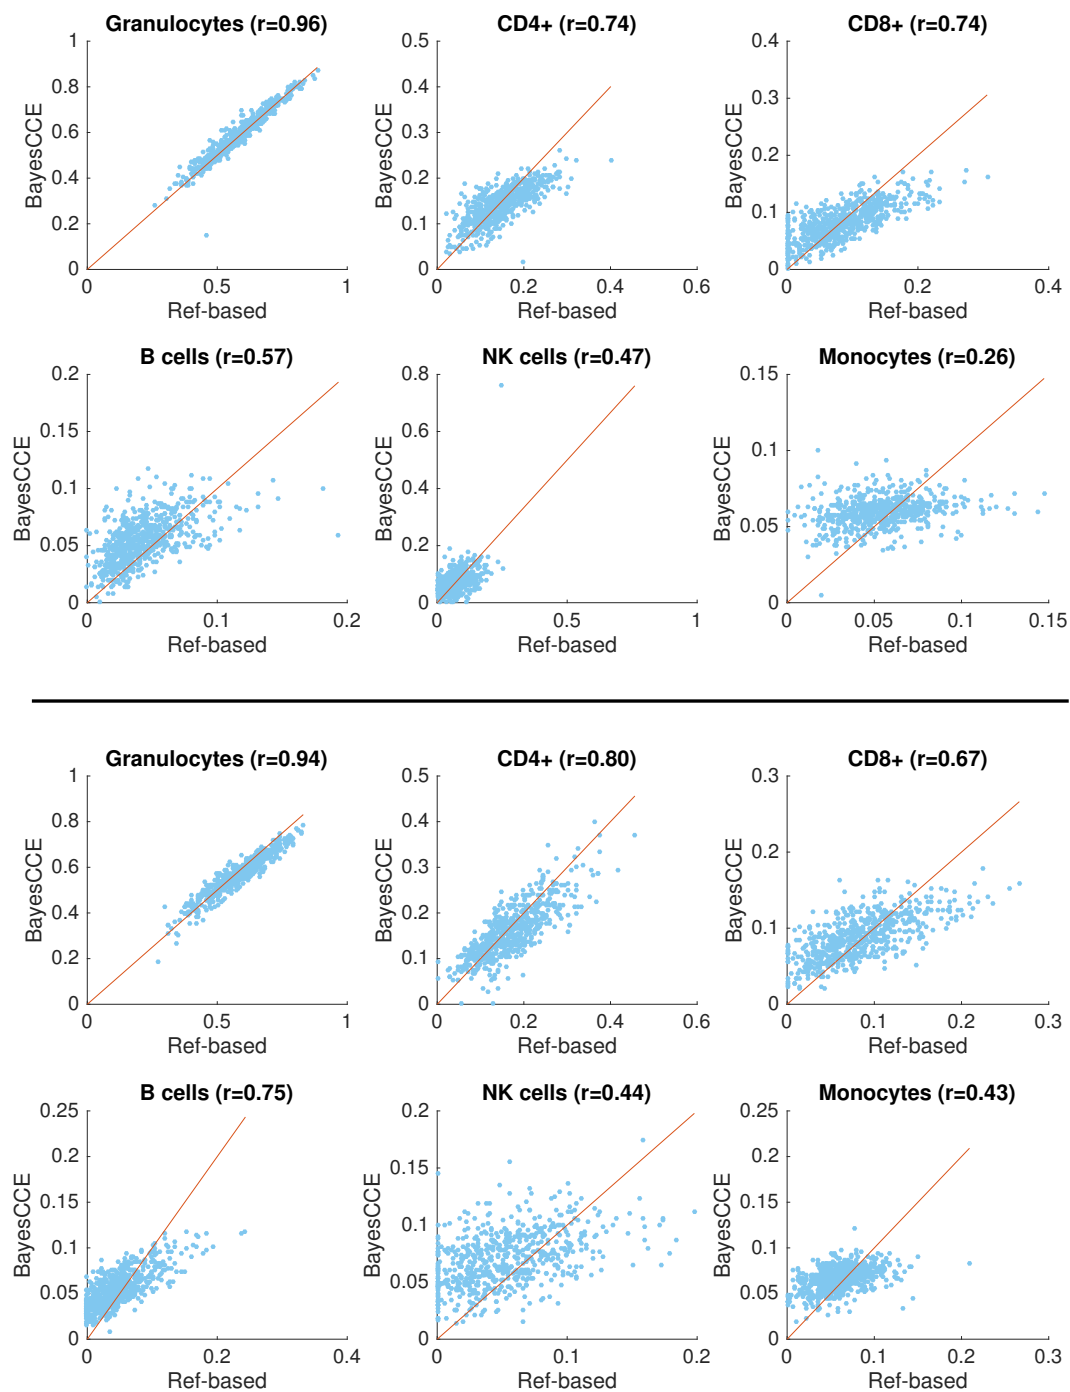 Granulocytes (r=0.96)
1
0.8
0.6
0.4
0.2
0
BayesCCE
0 0.5 1
Ref-based
CD4+ (r=0.74)
0.5
0.4
0.3
0.2
0.1
0
BayesCCE
0 0.2 0.4 0.6
Ref-based
CD8+ (r=0.74)
0.4
0.3
0.2
0.1
0
BayesCCE
0 0.2 0.4
Ref-based
B cells (r=0.57)
0.2
0.15
0.1
0.05
0
BayesCCE
0 0.1 0.2
Ref-based
NK cells (r=0.47)
0.8
0.6
0.4
0.2
0
BayesCCE
0 0.5 1
Ref-based
Monocytes (r=0.26)
0.15
0.1
0.05
0
BayesCCE
0 0.05 0.1 0.15
Ref-based
Granulocytes (r=0.94)
1
0.8
0.6
0.4
0.2
0
BayesCCE
0 0.5 1
Ref-based
CD4+ (r=0.80)
0.5
0.4
0.3
0.2
0.1
0
BayesCCE
0 0.2 0.4 0.6
Ref-based
CD8+ (r=0.67)
0.3
0.2
0.1
0
BayesCCE
0 0.1 0.2 0.3
Ref-based
B cells (r=0.75)
0.25
0.2
0.15
0.1
0.05
0
BayesCCE
0 0.2 0.4
Ref-based
NK cells (r=0.44)
0.2
0.15
0.1
0.05
0
BayesCCE
0 0.1 0.2
Ref-based
Monocytes (r=0.43)
0.25
0.2
0.15
0.1
0.05
0
BayesCCE
0 0.1 0.2 0.3
Ref-based